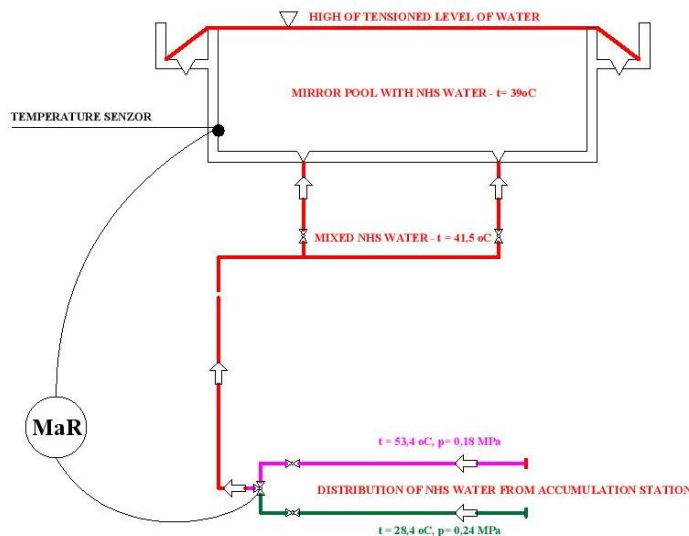 HIGH OF TENSIONED LEVEL OF WATER
MIRROR POOL WITH NHS WATER - t= 39oC
TEMPERATURE SENZOR
MIXED NHS WATER - t = 41,5 oC
MaR
t = 53,4 oC, p= 0,18 MPa
DISTRIBUTION OF NHS WATER FROM ACCUMULATION STATION
t = 28,4 oC, p= 0,24 MPa